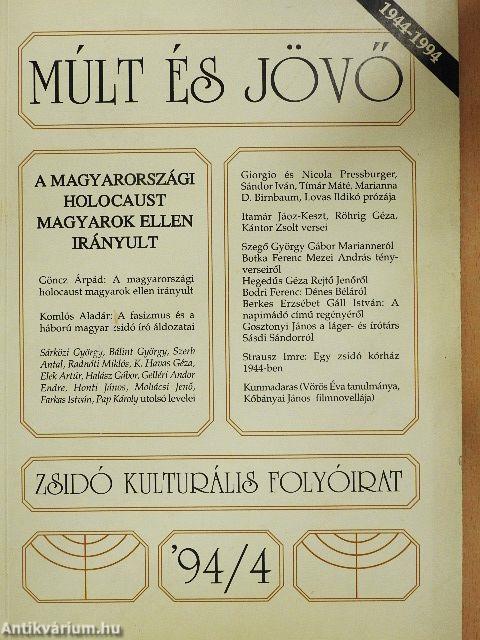 1944-1994
MÚLT ÉS JÖVŐ
A MAGYARORSZÁGI
HOLOCAUST
MAGYAROK ELLEN
IRÁNYULT
Göncz Árpád: A magyarországi
holocaust magyarok ellen irányult
Komlós Aladár: A fasizmus és a
háború magyar zsidó író áldozatai
Sárközi György, Bálint György, Szerb
Antal, Radnóti Miklós, K. Havas Géza,
Elek Artúr, Halász Gábor, Gelléri Andor
Endre, Honti János, Mohácsi Jenő,
Farkas István, Pap Károly utolsó levelei
Giorgio és Nicola Pressburger,
Sándor Iván, Tímár Máté, Marianna
D. Birnbaum, Lovas Ildikó prózája
Itamár Jáoz-Keszt, Röhrig Géza,
Kántor Zsolt versei
Szegő György Gábor Marianneról
Botka Ferenc Mezei András tény-
verseiről
Hegedűs Géza Rejtő Jenőről
Bodri Ferenc: Dénes Béláról
Berkes Erzsébet Gáll István: A
napimádó című regényéről
Gosztonyi János a láger- és írótárs
Sásdi Sándorról
Strausz Imre: Egy zsidó kórház
1944-ben
Kunmadaras (Vörös Éva tanulmánya,
Kőbányai János filmnovellája)
ZSIDÓ KULTURÁLIS FOLYÓIRAT
'94/4
Antikvárium.hu